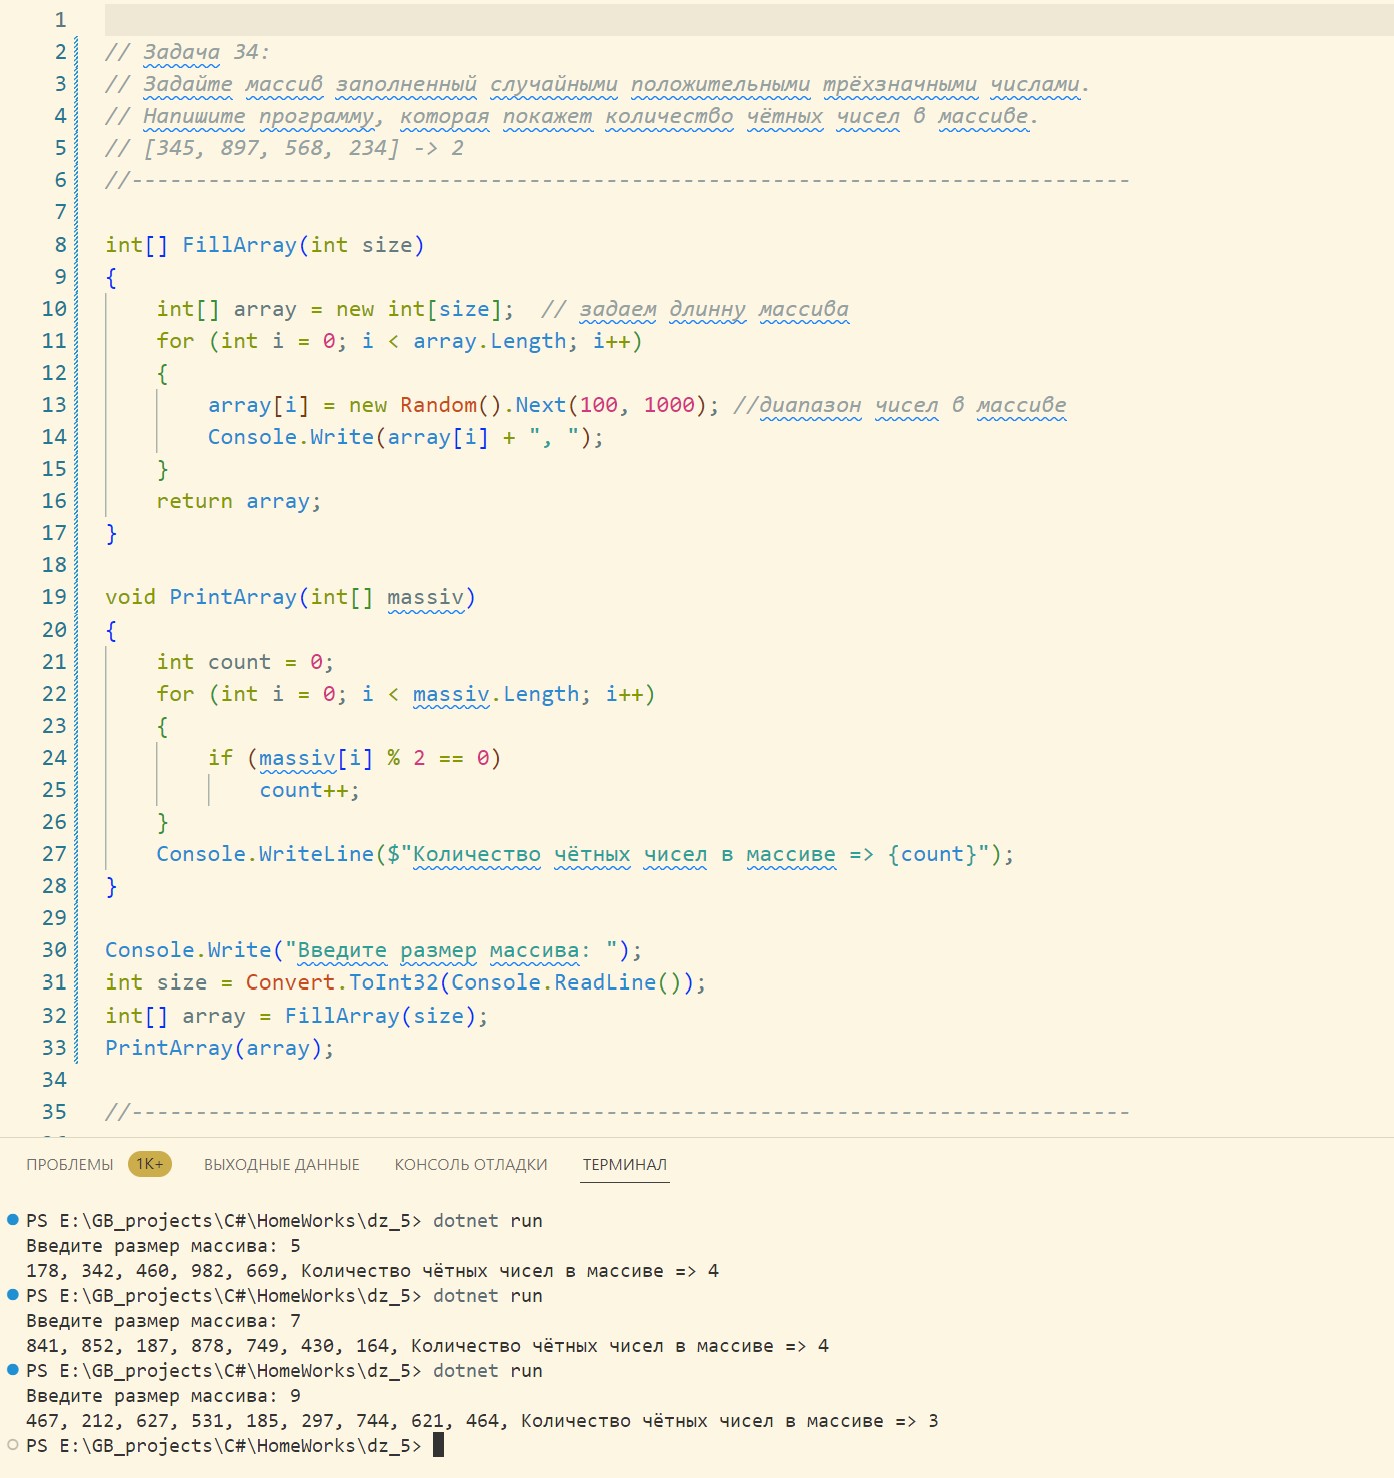 1
2 // Задача 34:
3 // Задайте массив заполненный случайными положительными трёхзначными числами.
4 // Напишите программу, которая покажет количество чётных чисел в массиве.
5 // [345, 897, 568, 234] -> 2
6 //------------------------------------------------------------------------------
7
8 int[] FillArray(int size)
9 {
10     int[] array = new int[size];  // задаем длинну массива
11     for (int i = 0; i < array.Length; i++)
12     {
13         array[i] = new Random().Next(100, 1000); //диапазон чисел в массиве
14         Console.Write(array[i] + ", ");
15     }
16     return array;
17 }
18
19 void PrintArray(int[] massiv)
20 {
21     int count = 0;
22     for (int i = 0; i < massiv.Length; i++)
23     {
24         if (massiv[i] % 2 == 0)
25             count++;
26     }
27     Console.WriteLine($"Количество чётных чисел в массиве => {count}");
28 }
29
30 Console.Write("Введите размер массива: ");
31 int size = Convert.ToInt32(Console.ReadLine());
32 int[] array = FillArray(size);
33 PrintArray(array);
34
35 //------------------------------------------------------------------------------
ПРОБЛЕМЫ 1K+ ВЫХОДНЫЕ ДАННЫЕ КОНСОЛЬ ОТЛАДКИ ТЕРМИНАЛ
PS E:\GB_projects\C#\HomeWorks\dz_5> dotnet run
Введите размер массива: 5
178, 342, 460, 982, 669, Количество чётных чисел в массиве => 4
PS E:\GB_projects\C#\HomeWorks\dz_5> dotnet run
Введите размер массива: 7
841, 852, 187, 878, 749, 430, 164, Количество чётных чисел в массиве => 4
PS E:\GB_projects\C#\HomeWorks\dz_5> dotnet run
Введите размер массива: 9
467, 212, 627, 531, 185, 297, 744, 621, 464, Количество чётных чисел в массиве => 3
PS E:\GB_projects\C#\HomeWorks\dz_5>